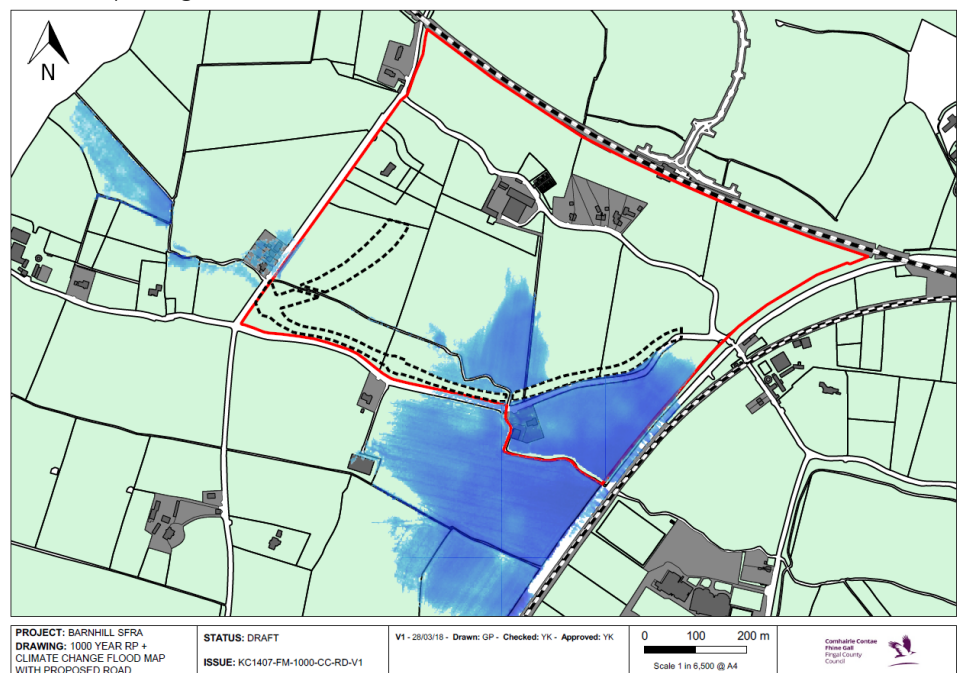 N
PROJECT: BARNHILL SFRA
DRAWING: 1000 YEAR RP +
CLIMATE CHANGE FLOOD MAP
WITH PROPOSED ROAD
STATUS: DRAFT
ISSUE: KC1407-FM-1000-CC-RD-V1
V1 - 28/03/18 - Drawn: GP - Checked: YK - Approved: YK
0 100 200 m
Scale 1 in 6,500 @ A4
Comhairle Contae
Fhine Gall
Fingal County
Council